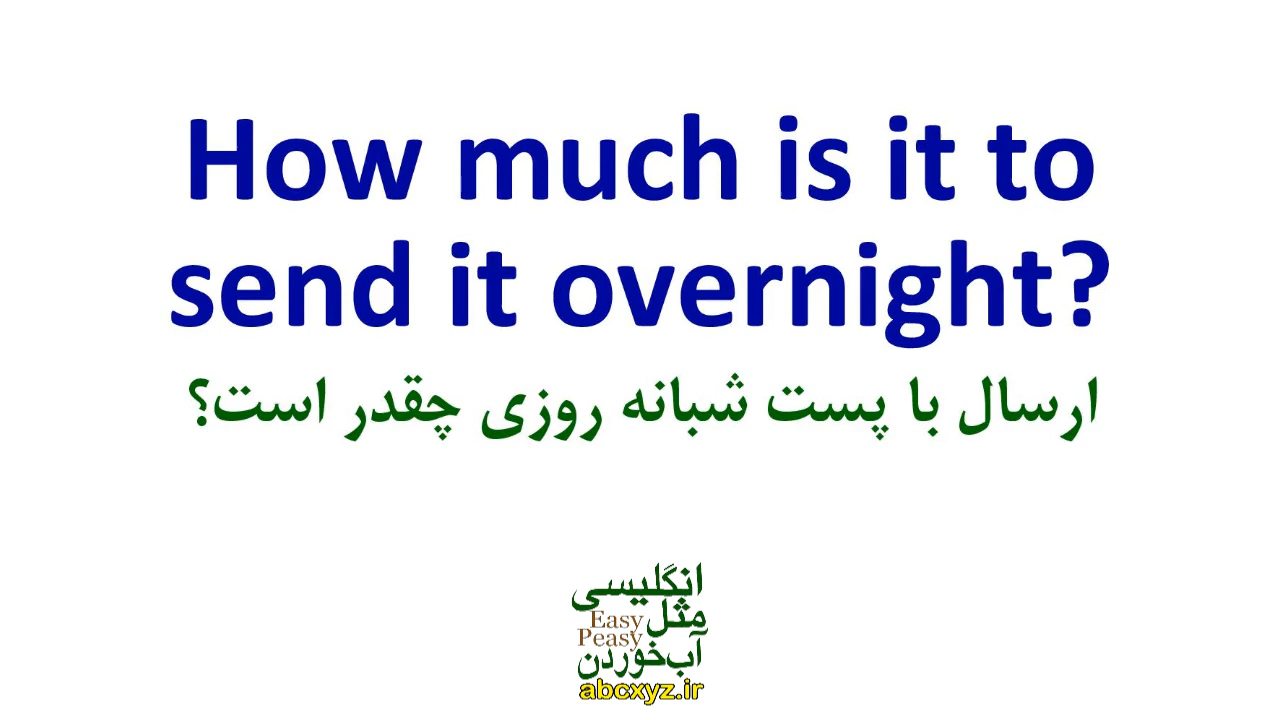 How much is it to
send it overnight?
ارسال با پست شبانه روزی چقدر است؟
انگلیسی
مثل
Easy
Peasy
آب‌خوردن
abcxyz.ir